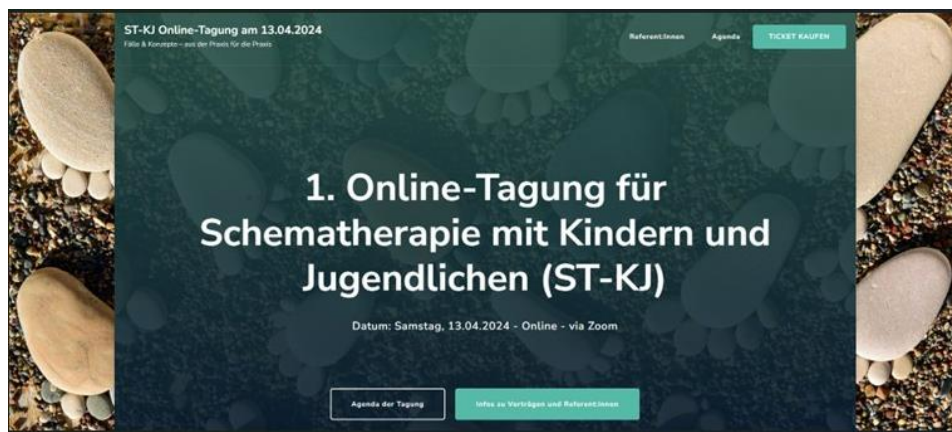 ST-KJ Online-Tagung am 13.04.2024
Fälle & Konzepte – aus der Praxis für die Praxis
Referent:Innen
Agenda
TICKET KAUFEN
1. Online-Tagung für
Schematherapie mit Kindern und
Jugendlichen (ST-KJ)
Datum: Samstag, 13.04.2024 - Online - via Zoom
Agenda der Tagung
Infos zu Vorträgen und Referent:Innen